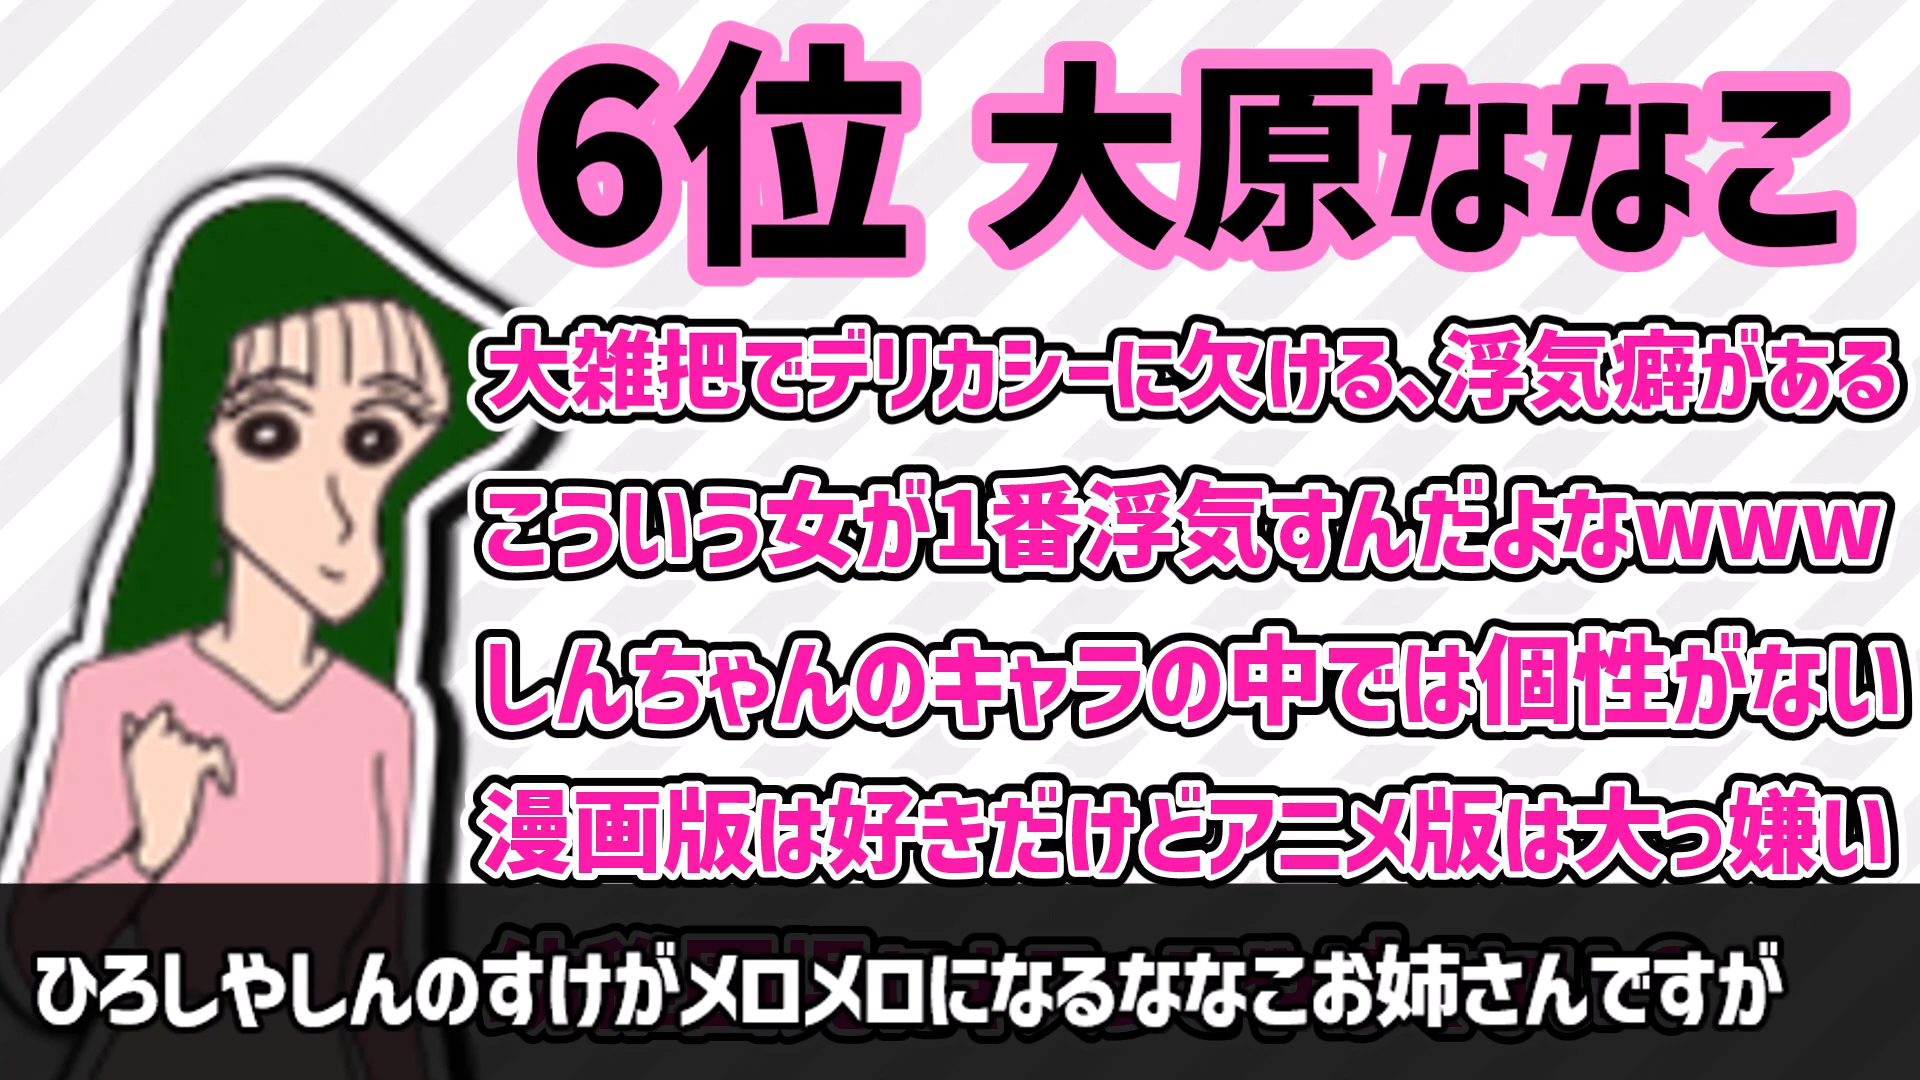 6位 大原ななこ
大雑把でデリカシーに欠ける、浮気癖がある
こういう女が1番浮気すんだよなwww
しんちゃんのキャラの中では個性がない
漫画版は好きだけどアニメ版は大っ嫌い
ひろしやしんのすけがメロメロになるななこお姉さんですが